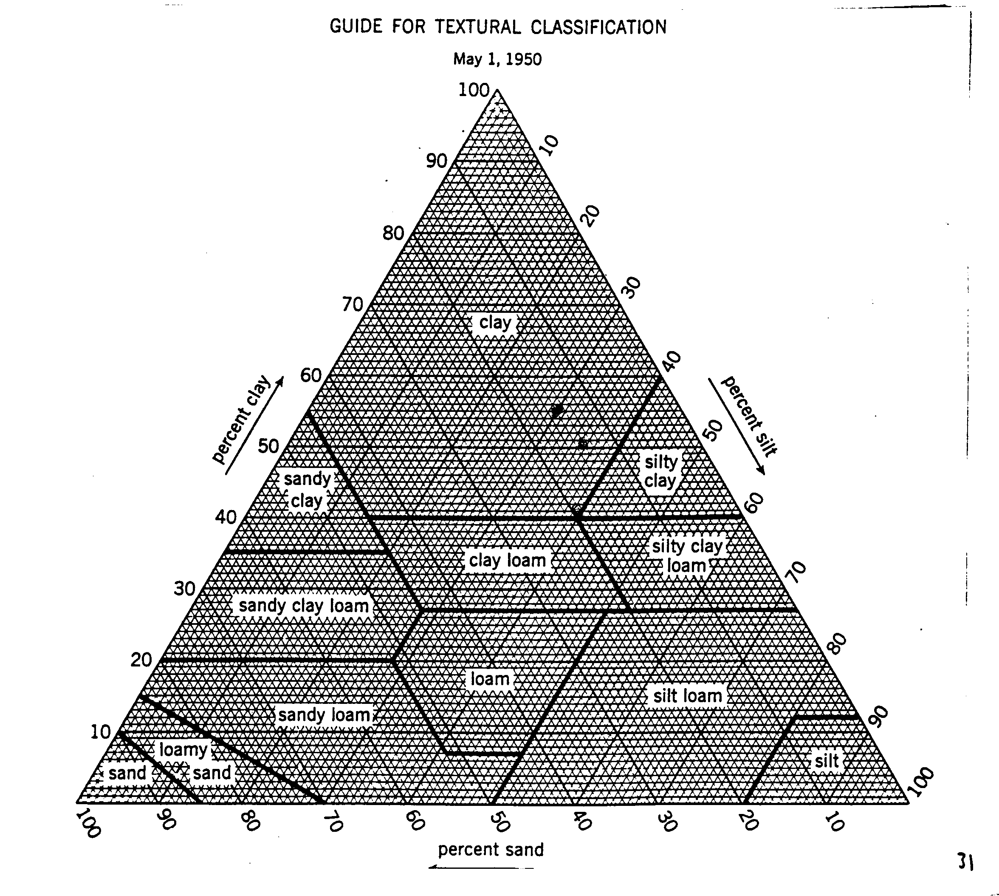 GUIDE FOR TEXTURAL CLASSIFICATION
May 1, 1950
100
90
80
70
60
50
40
30
20
10
percent clay
10
20
30
40
50
60
70
80
90
100
percent silt
100
90
80
70
60
50
40
30
20
10
percent sand
clay
silty
clay
sandy
clay
silty clay
loam
clay loam
sandy clay loam
loam
silt loam
sandy loam
loamy
sand
sand
silt
31